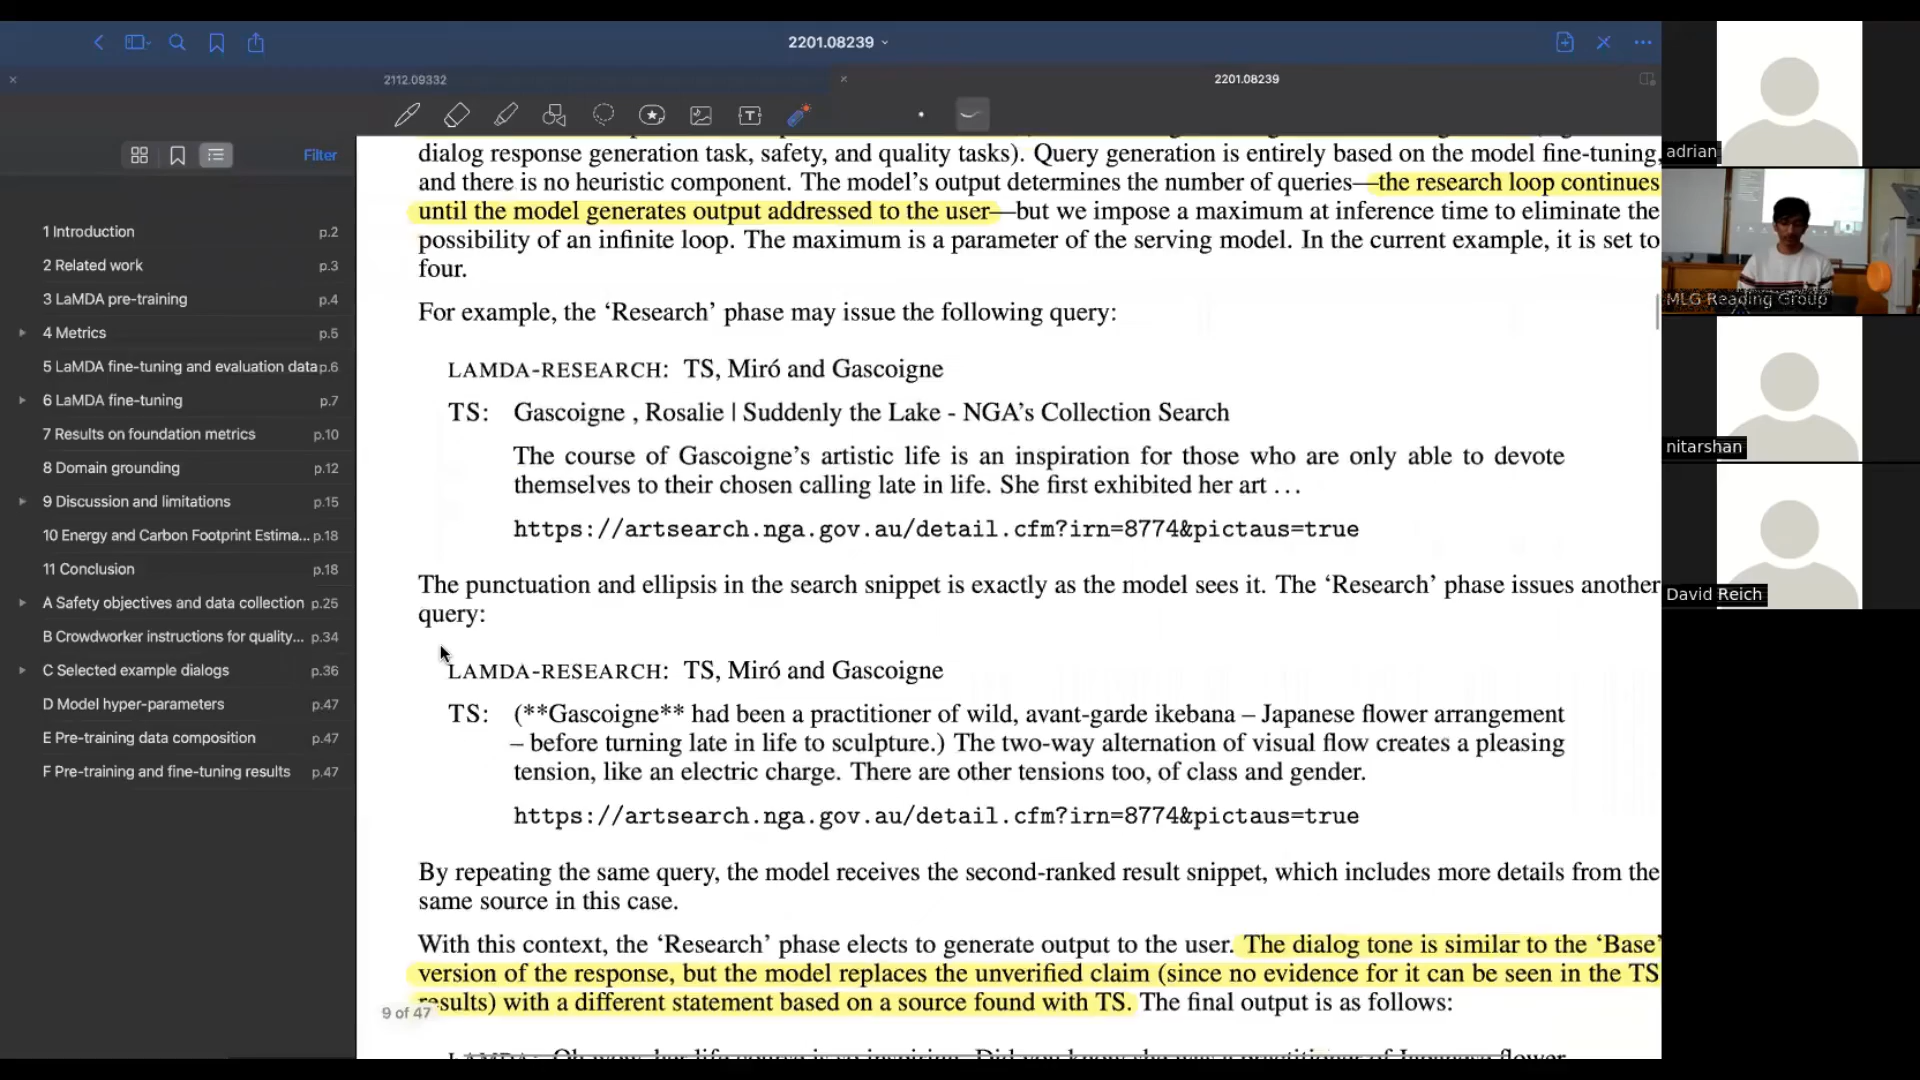 2201.08239
2112.09332
2201.08239
Filter
1 Introduction p.2
2 Related work p.3
3 LaMDA pre-training p.4
4 Metrics p.5
5 LaMDA fine-tuning and evaluation data p.6
6 LaMDA fine-tuning p.7
7 Results on foundation metrics p.10
8 Domain grounding p.12
9 Discussion and limitations p.15
10 Energy and Carbon Footprint Estima... p.18
11 Conclusion p.18
A Safety objectives and data collection p.25
B Crowdworker instructions for quality... p.34
C Selected example dialogs p.36
D Model hyper-parameters p.47
E Pre-training data composition p.47
F Pre-training and fine-tuning results p.47
dialog response generation task, safety, and quality tasks). Query generation is entirely based on the model fine-tuning,
and there is no heuristic component. The model's output determines the number of queries—the research loop continues
until the model generates output addressed to the user—but we impose a maximum at inference time to eliminate the
possibility of an infinite loop. The maximum is a parameter of the serving model. In the current example, it is set to
four.
For example, the ‘Research’ phase may issue the following query:
LAMDA-RESEARCH: TS, Miró and Gascoigne
TS: Gascoigne , Rosalie | Suddenly the Lake - NGA's Collection Search
The course of Gascoigne's artistic life is an inspiration for those who are only able to devote
themselves to their chosen calling late in life. She first exhibited her art ...
https://artsearch.nga.gov.au/detail.cfm?irn=8774&pictaus=true
The punctuation and ellipsis in the search snippet is exactly as the model sees it. The ‘Research’ phase issues another
query:
LAMDA-RESEARCH: TS, Miró and Gascoigne
TS: (**Gascoigne** had been a practitioner of wild, avant-garde ikebana – Japanese flower arrangement
– before turning late in life to sculpture.) The two-way alternation of visual flow creates a pleasing
tension, like an electric charge. There are other tensions too, of class and gender.
https://artsearch.nga.gov.au/detail.cfm?irn=8774&pictaus=true
By repeating the same query, the model receives the second-ranked result snippet, which includes more details from the
same source in this case.
With this context, the ‘Research’ phase elects to generate output to the user. The dialog tone is similar to the ‘Base’
version of the response, but the model replaces the unverified claim (since no evidence for it can be seen in the TS
results) with a different statement based on a source found with TS. The final output is as follows:
9 of 47
adrian
MLG Reading Group
nitarshan
David Reich